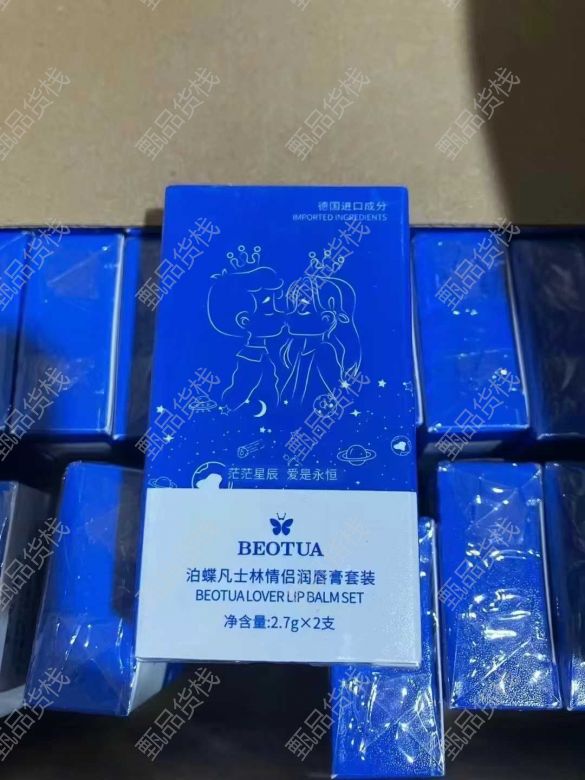 德国进口成分
IMPORTED INGREDIENTS
茫茫星辰 爱是永恒
BEOTUA
泊蝶凡士林情侣润唇膏套装
BEOTUA LOVER LIP BALM SET
净含量:2.7g×2支
甄品货栈